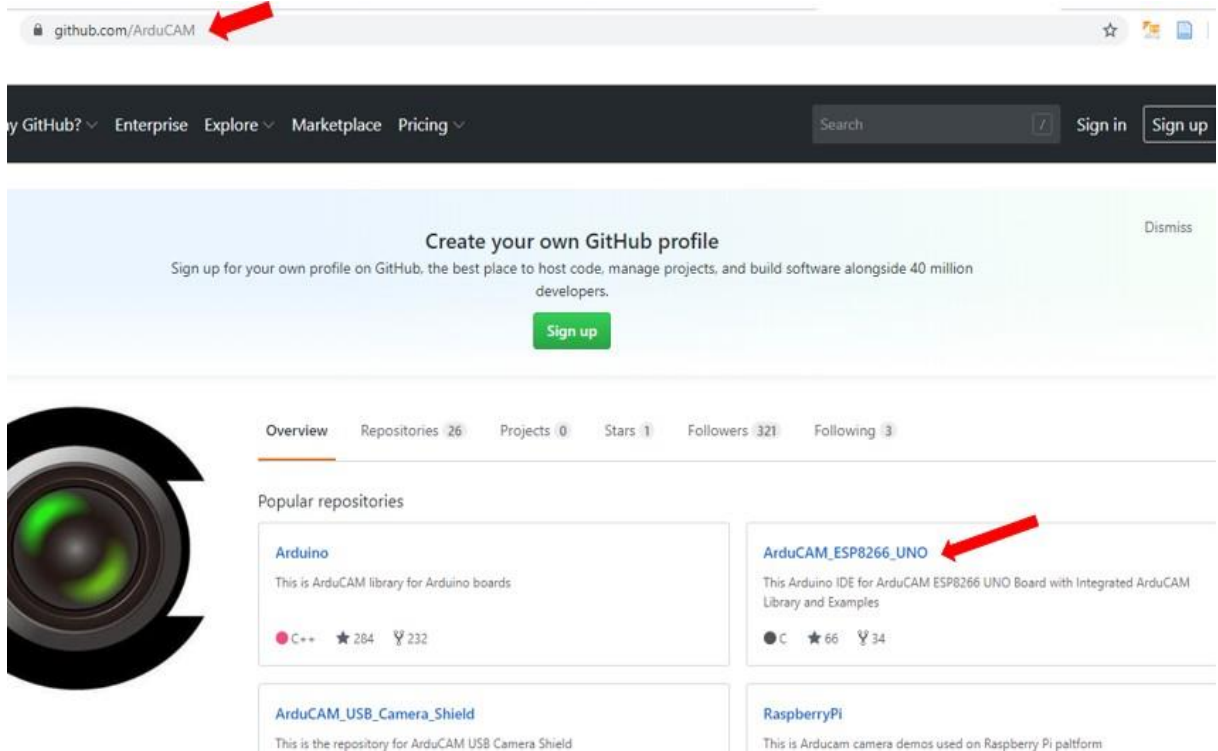 github.com/ArduCAM
y GitHub? Enterprise Explore Marketplace Pricing Search / Sign in Sign up
Create your own GitHub profile
Dismiss
Sign up for your own profile on GitHub, the best place to host code, manage projects, and build software alongside 40 million
developers.
Sign up
Overview Repositories 26 Projects 0 Stars 1 Followers 321 Following 3
Popular repositories
Arduino
This is ArduCAM library for Arduino boards
C++ 284 232
ArduCAM_ESP8266_UNO
This Arduino IDE for ArduCAM ESP8266 UNO Board with Integrated ArduCAM
Library and Examples
C 66 34
ArduCAM_USB_Camera_Shield
This is the repository for ArduCAM USB Camera Shield
RaspberryPi
This is Arducam camera demos used on Raspberry Pi paltform